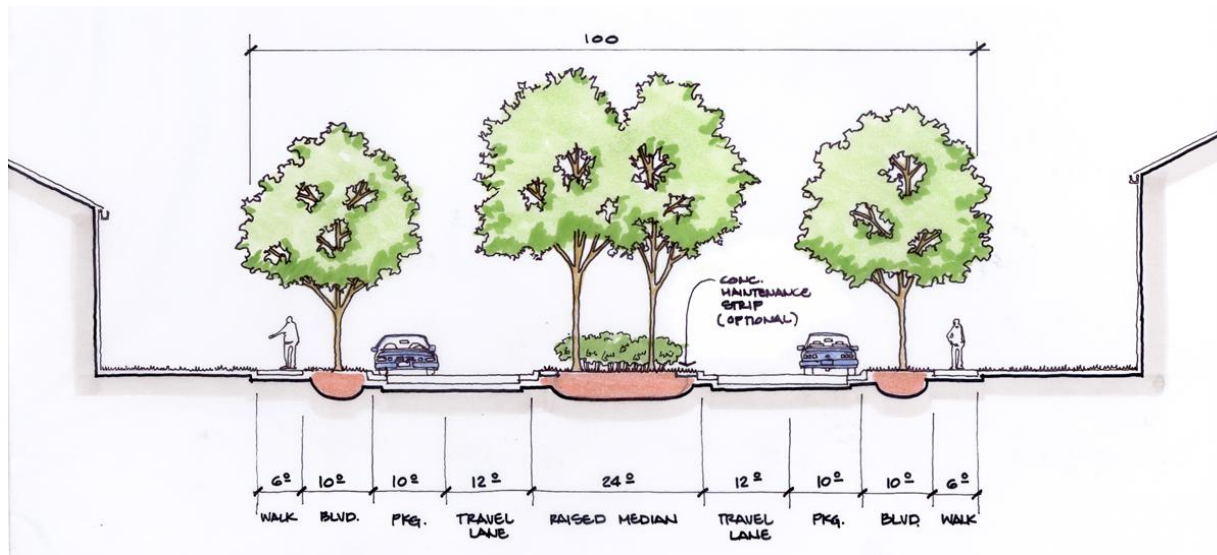 100
CONC.
MAINTENANCE
STRIP
(OPTIONAL)
6º 10º 10º 12º 24º 12º 10º 10º 6º
WALK BLVD. PKG. TRAVEL LANE RAISED MEDIAN TRAVEL LANE PKG. BLVD. WALK